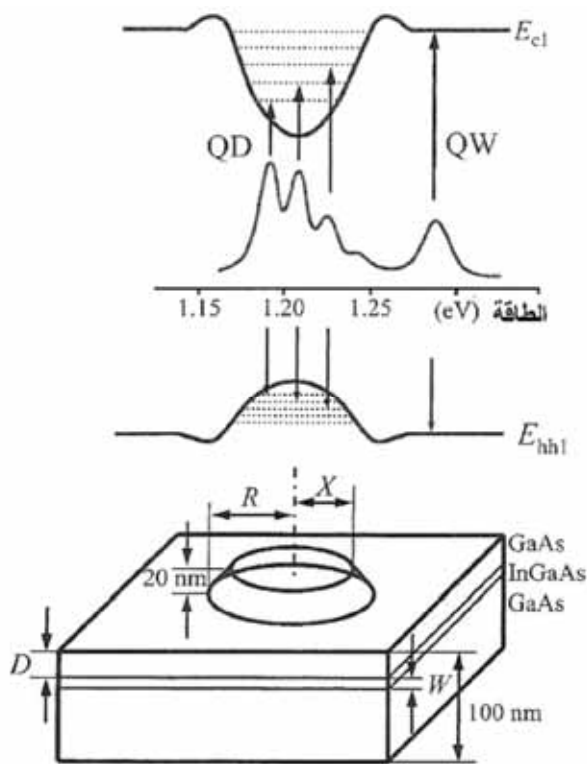 E_c1
QD
QW
1.15 1.20 1.25 (eV) الطاقة
E_hh1
R X
GaAs
InGaAs
GaAs
20 nm
D
W
100 nm